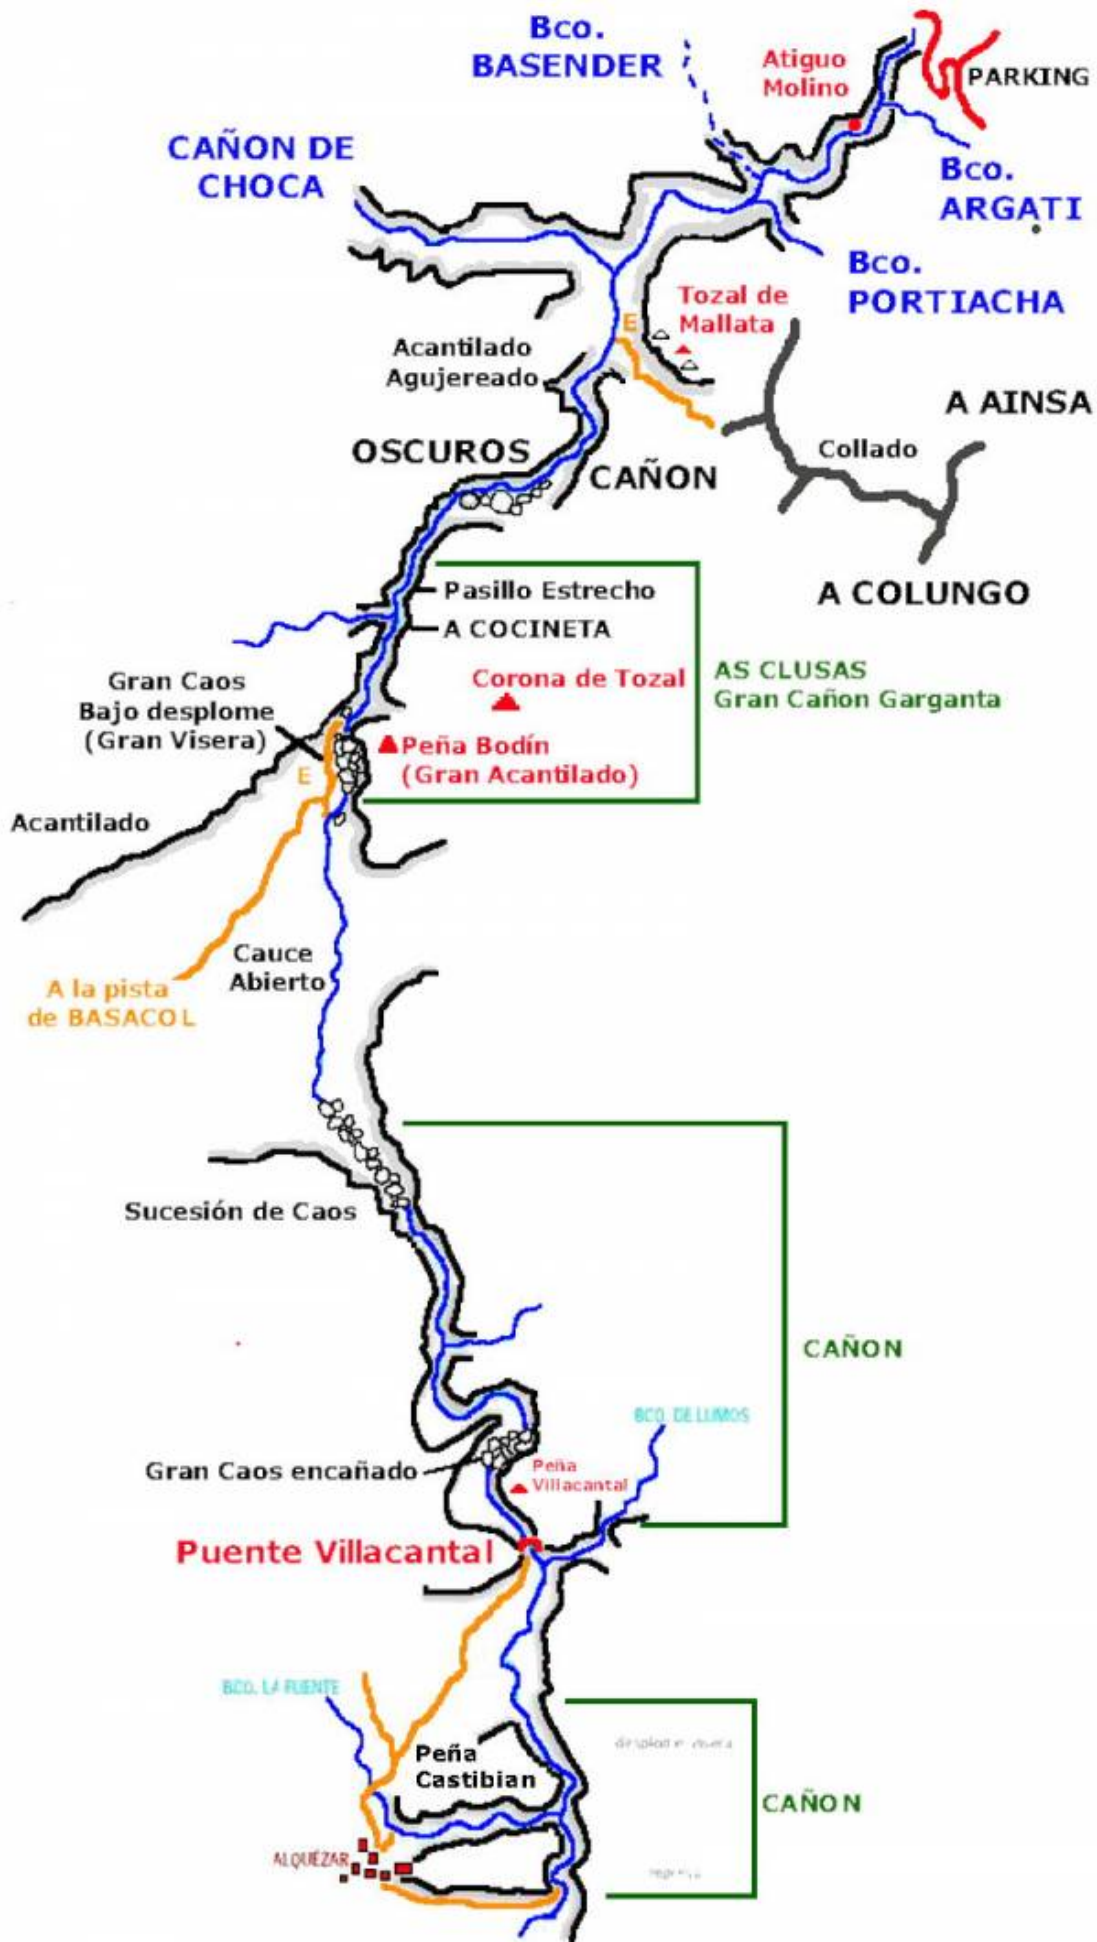 Bco.
BASENDER
Atiguo
Molino
PARKING
CAÑON DE
CHOCA
Bco.
ARGATI
Bco.
PORTIACHA
Tozal de
Mallata
E
Acantilado
Agujereado
A AINSA
Collado
OSCUROS
CAÑON
A COLUNGO
Pasillo Estrecho
A COCINETA
AS CLUSAS
Gran Cañon Garganta
Corona de Tozal
Gran Caos
Bajo desplome
(Gran Visera)
Peña Bodín
(Gran Acantilado)
E
Acantilado
Cauce
Abierto
A la pista
de BASACOL
Sucesión de Caos
CAÑON
BCO. DE LUMOS
Gran Caos encañado
Peña
Villacantal
Puente Villacantal
BCO. LA FUENTE
Peña
Castibian
CAÑON
ALQUÉZAR